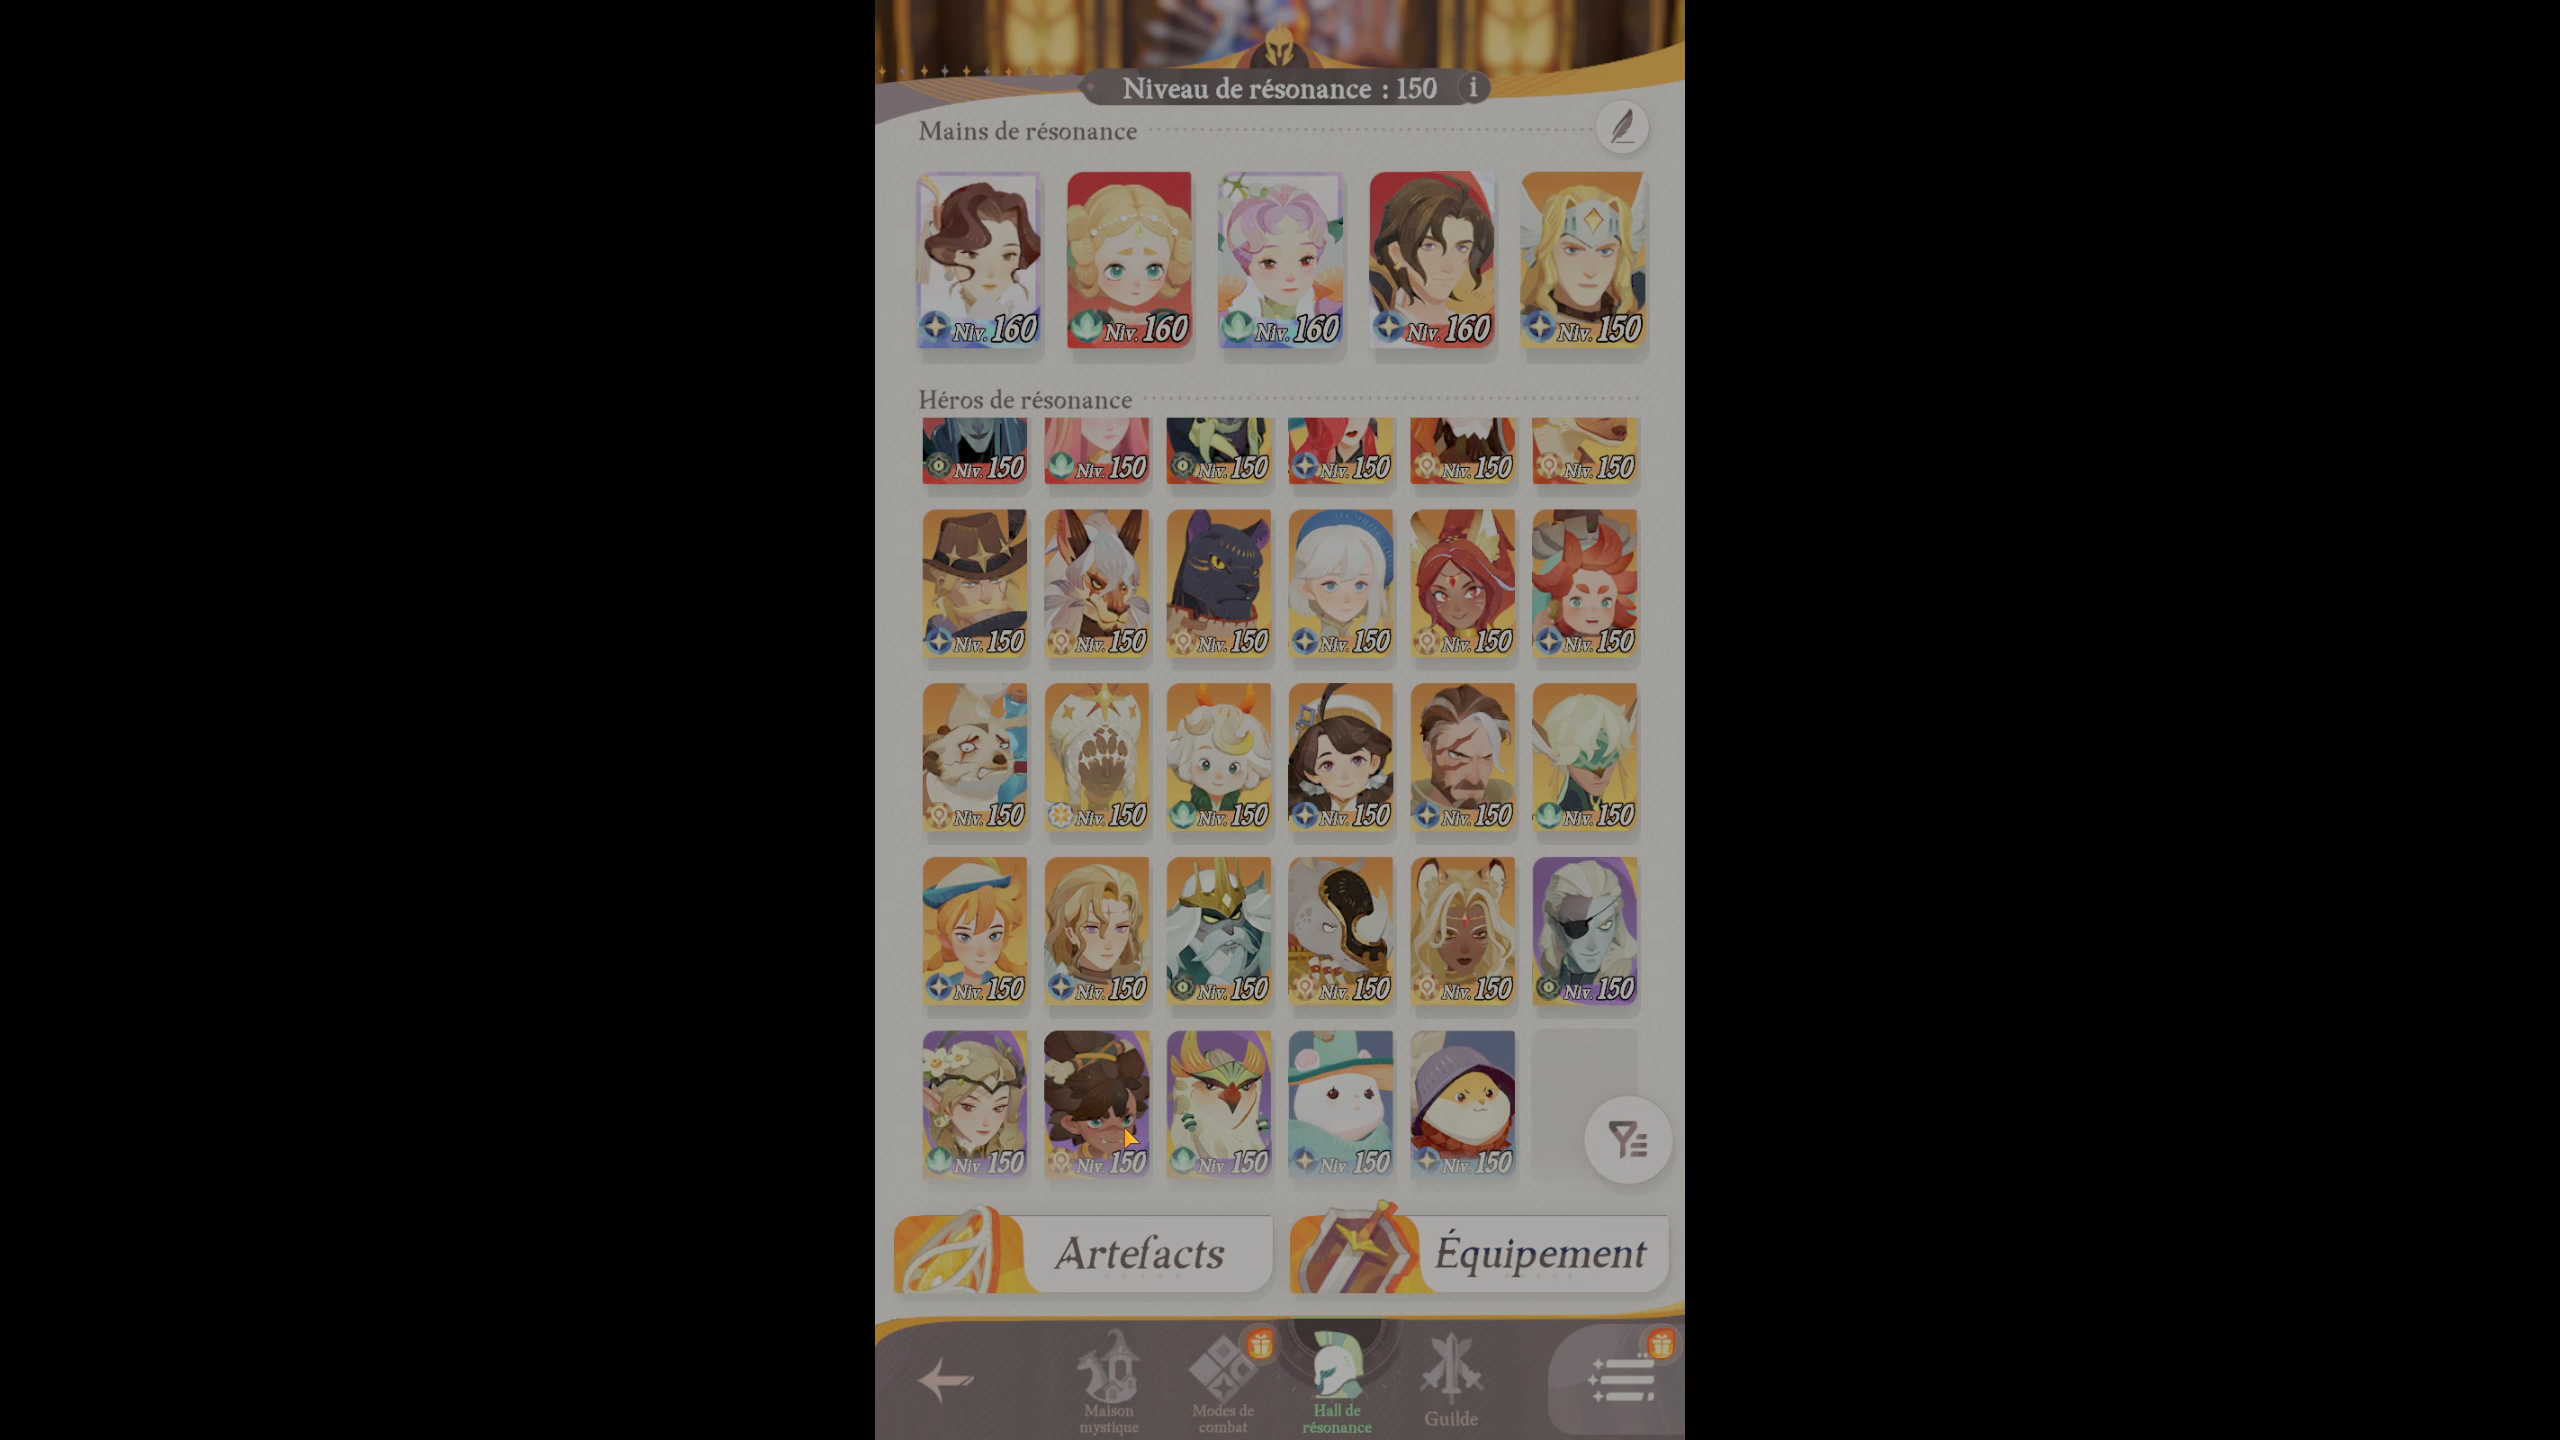 Niveau de résonance : 150 i
Mains de résonance
Niv. 160 Niv. 160 Niv. 160 Niv. 160 Niv. 150
Héros de résonance
Niv. 150 Niv. 150 Niv. 150 Niv. 150 Niv. 150 Niv. 150
Niv. 150 Niv. 150 Niv. 150 Niv. 150 Niv. 150 Niv. 150
Niv. 150 Niv. 150 Niv. 150 Niv. 150 Niv. 150 Niv. 150
Niv. 150 Niv. 150 Niv. 150 Niv. 150 Niv. 150 Niv. 150
Niv. 150 Niv. 150 Niv. 150 Niv. 150 Niv. 150
Artefacts Équipement
Maison mystique
Modes de combat
Hall de résonance
Guilde